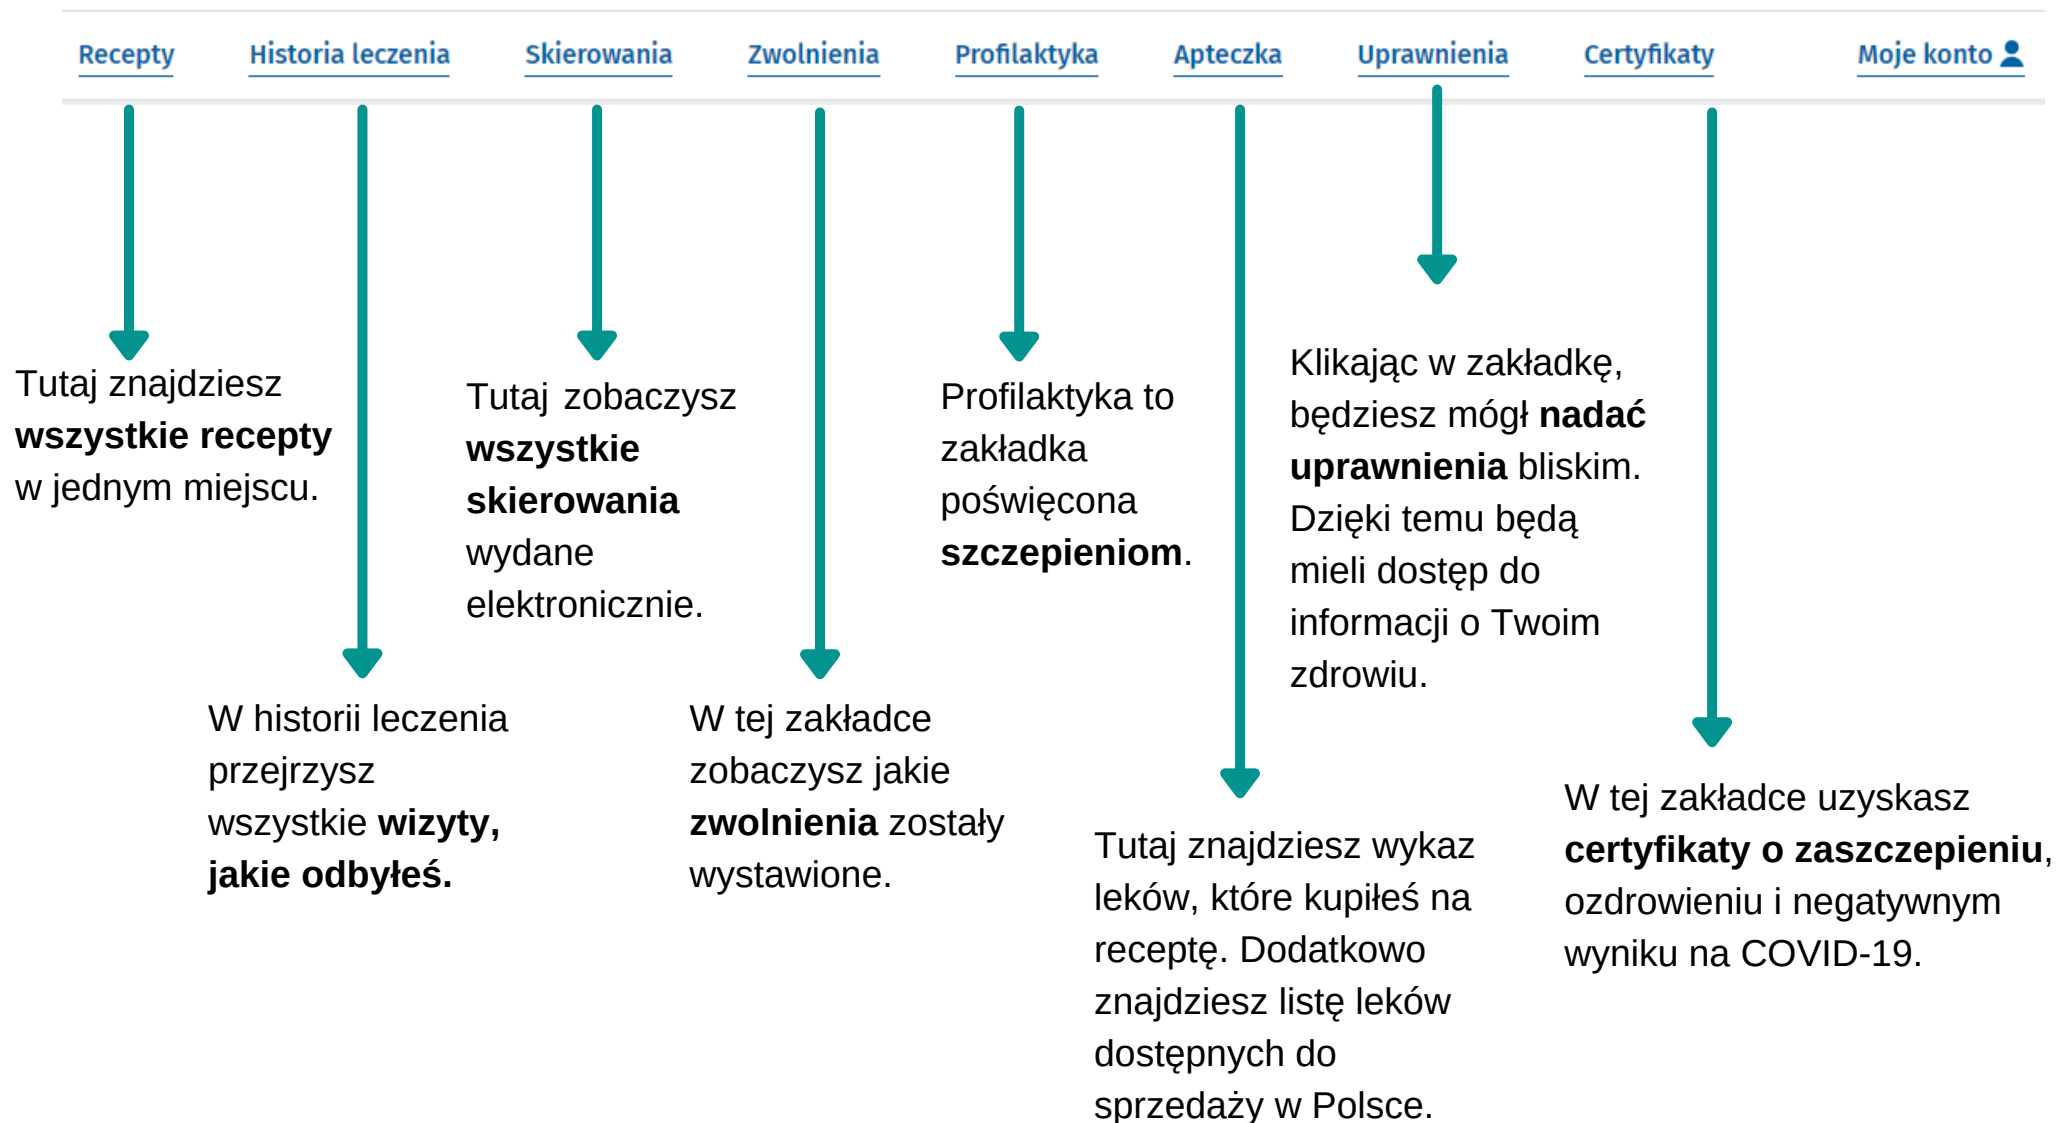 Recepty
Historia leczenia
Skierowania
Zwolnienia
Profilaktyka
Apteczka
Uprawnienia
Certyfikaty
Moje konto
Tutaj znajdziesz
wszystkie recepty
w jednym miejscu.
W historii leczenia
przejrzysz
wszystkie wizyty,
jakie odbyłeś.
Tutaj zobaczysz
wszystkie
skierowania
wydane
elektronicznie.
W tej zakładce
zobaczysz jakie
zwolnienia zostały
wystawione.
Profilaktyka to
zakładka
poświęcona
szczepieniom.
Tutaj znajdziesz wykaz
leków, które kupiłeś na
receptę. Dodatkowo
znajdziesz listę leków
dostępnych do
sprzedaży w Polsce.
Klikając w zakładkę,
będziesz mógł nadać
uprawnienia bliskim.
Dzięki temu będą
mieli dostęp do
informacji o Twoim
zdrowiu.
W tej zakładce uzyskasz
certyfikaty o zaszczepieniu,
ozdrowieniu i negatywnym
wyniku na COVID-19.